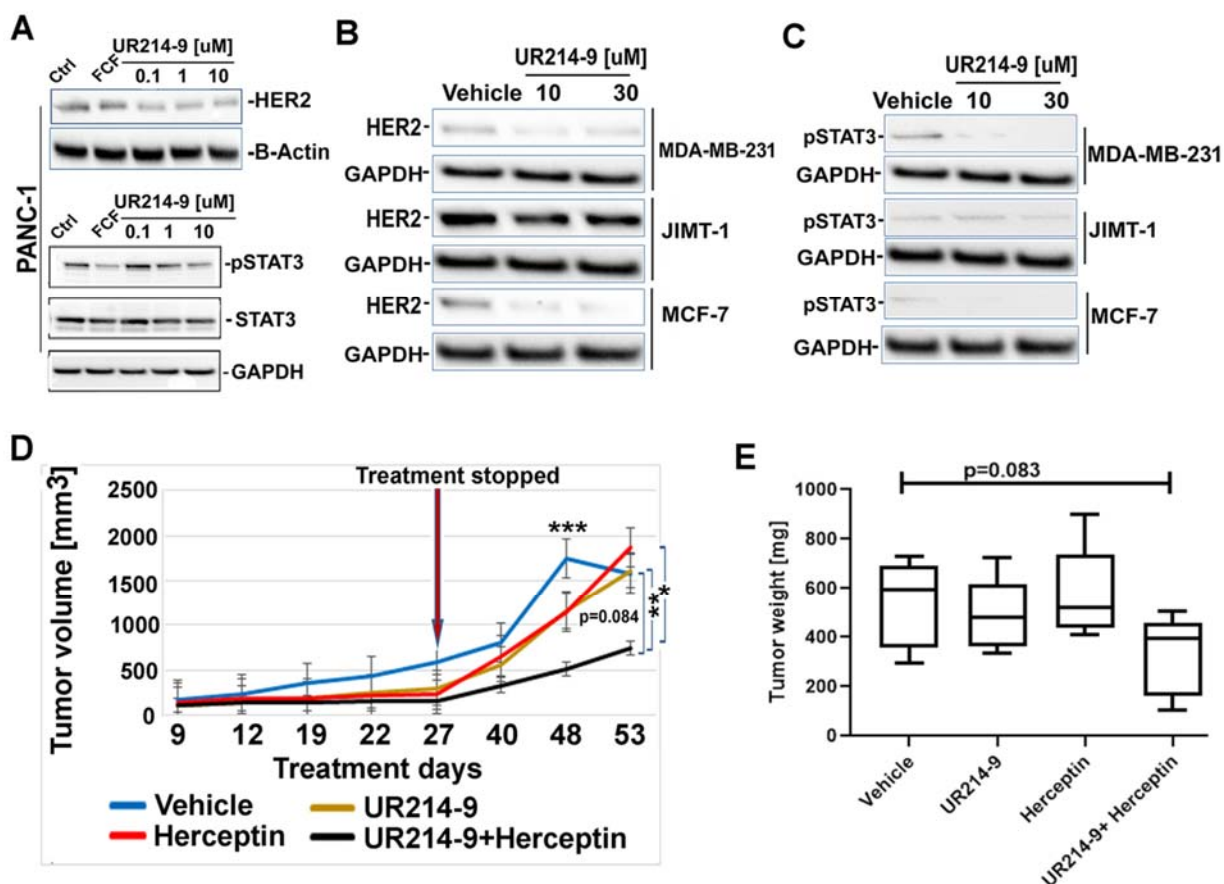 A
UR214-9 [uM]
Ctrl FCF 0.1 1 10
-HER2
B-Actin
UR214-9 [uM]
Ctrl FCF 0.1 1 10
-pSTAT3
-STAT3
-GAPDH
PANC-1
B
UR214-9 [uM]
Vehicle 10 30
HER2-
GAPDH-
MDA-MB-231
HER2-
GAPDH-
JIMT-1
HER2-
GAPDH-
MCF-7
C
UR214-9 [uM]
Vehicle 10 30
pSTAT3-
GAPDH-
MDA-MB-231
pSTAT3-
GAPDH-
JIMT-1
pSTAT3-
GAPDH-
MCF-7
D
Treatment stopped
Tumor volume [mm3]
2500
2000
1500
1000
500
0
***
p=0.084
**
*
9 12 19 22 27 40 48 53
Treatment days
Vehicle UR214-9
Herceptin UR214-9+Herceptin
E
p=0.083
Tumor weight [mg]
1000
800
600
400
200
0
Vehicle
UR214-9
Herceptin
UR214-9+ Herceptin